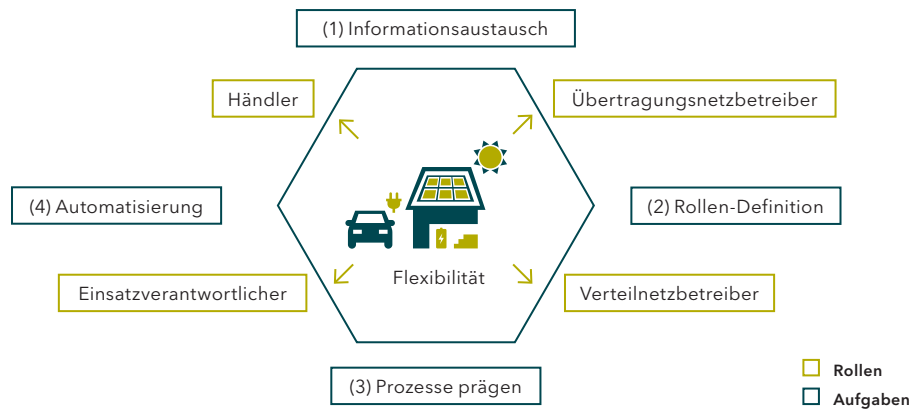 (1) Informationsaustausch
Händler
Übertragungsnetzbetreiber
(4) Automatisierung
(2) Rollen-Definition
Flexibilität
Einsatzverantwortlicher
Verteilnetzbetreiber
(3) Prozesse prägen
Rollen
Aufgaben